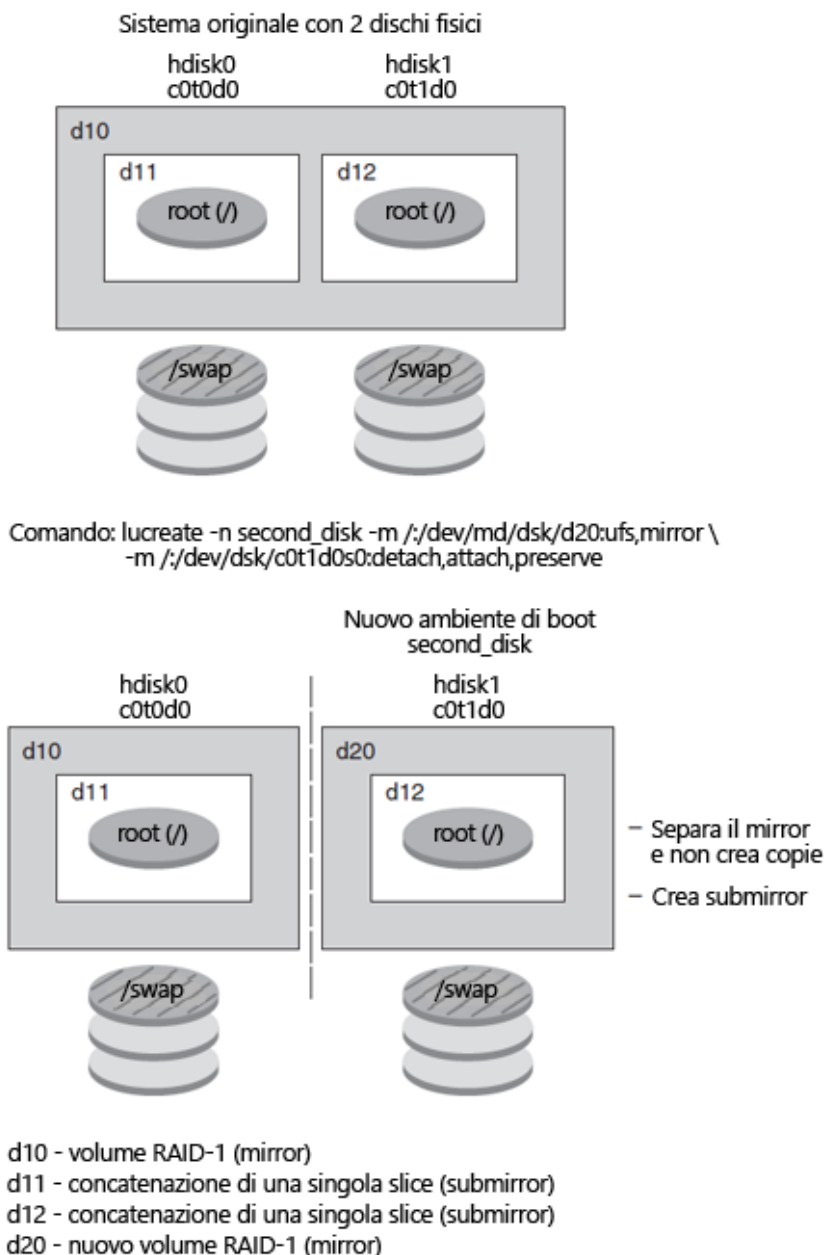 Sistema originale con 2 dischi fisici
hdisk0
c0t0d0
hdisk1
c0t1d0
d10
d11
root (/)
d12
root (/)
/swap
/swap
Comando: lucreate -n second_disk -m /:/dev/md/dsk/d20:ufs,mirror \
-m /:/dev/dsk/c0t1d0s0:detach,attach,preserve
Nuovo ambiente di boot
second_disk
hdisk0
c0t0d0
hdisk1
c0t1d0
d10
d11
root (/)
d20
d12
root (/)
– Separa il mirror
e non crea copie
– Crea submirror
/swap
/swap
d10 - volume RAID-1 (mirror)
d11 - concatenazione di una singola slice (submirror)
d12 - concatenazione di una singola slice (submirror)
d20 - nuovo volume RAID-1 (mirror)